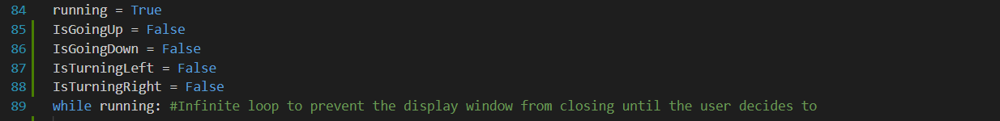 84 running = True
85 IsGoingUp = False
86 IsGoingDown = False
87 IsTurningLeft = False
88 IsTurningRight = False
89 while running: #Infinite loop to prevent the display window from closing until the user decides to